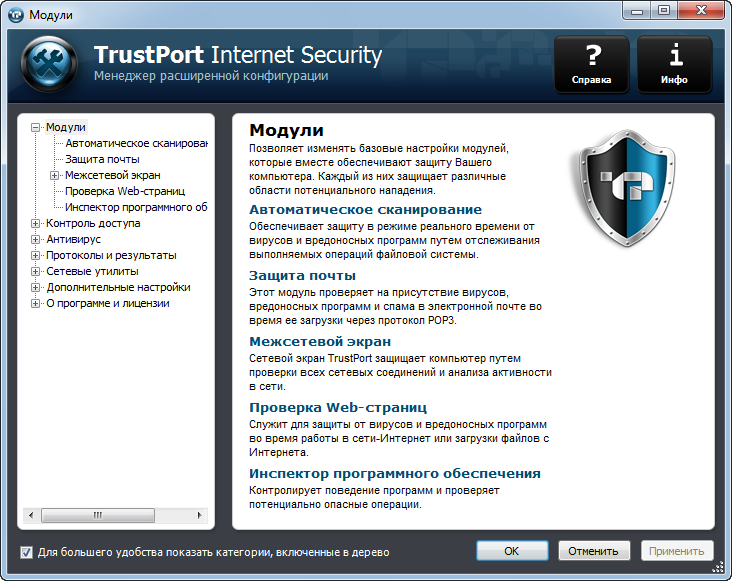 Модули
TrustPort Internet Security
Менеджер расширенной конфигурации
?
Справка
i
Инфо
Модули
Автоматическое сканирован
Защита почты
Межсетевой экран
Проверка Web-страниц
Инспектор программного об
Контроль доступа
Антивирус
Протоколы и результаты
Сетевые утилиты
Дополнительные настройки
О программе и лицензии
Модули
Позволяет изменять базовые настройки модулей,
которые вместе обеспечивают защиту Вашего
компьютера. Каждый из них защищает различные
области потенциального нападения.
Автоматическое сканирование
Обеспечивает защиту в режиме реального времени от
вирусов и вредоносных программ путем отслеживания
выполняемых операций файловой системы.
Защита почты
Этот модуль проверяет на присутствие вирусов,
вредоносных программ и спама в электронной почте во
время ее загрузки через протокол POP3.
Межсетевой экран
Сетевой экран TrustPort защищает компьютер путем
проверки всех сетевых соединений и анализа активности
в сети.
Проверка Web-страниц
Служит для защиты от вирусов и вредоносных программ
во время работы в сети-Интернет или загрузки файлов с
Интернета.
Инспектор программного обеспечения
Контролирует поведение программ и проверяет
потенциально опасные операции.
Для большего удобства показать категории, включенные в дерево
OK
Отменить
Применить